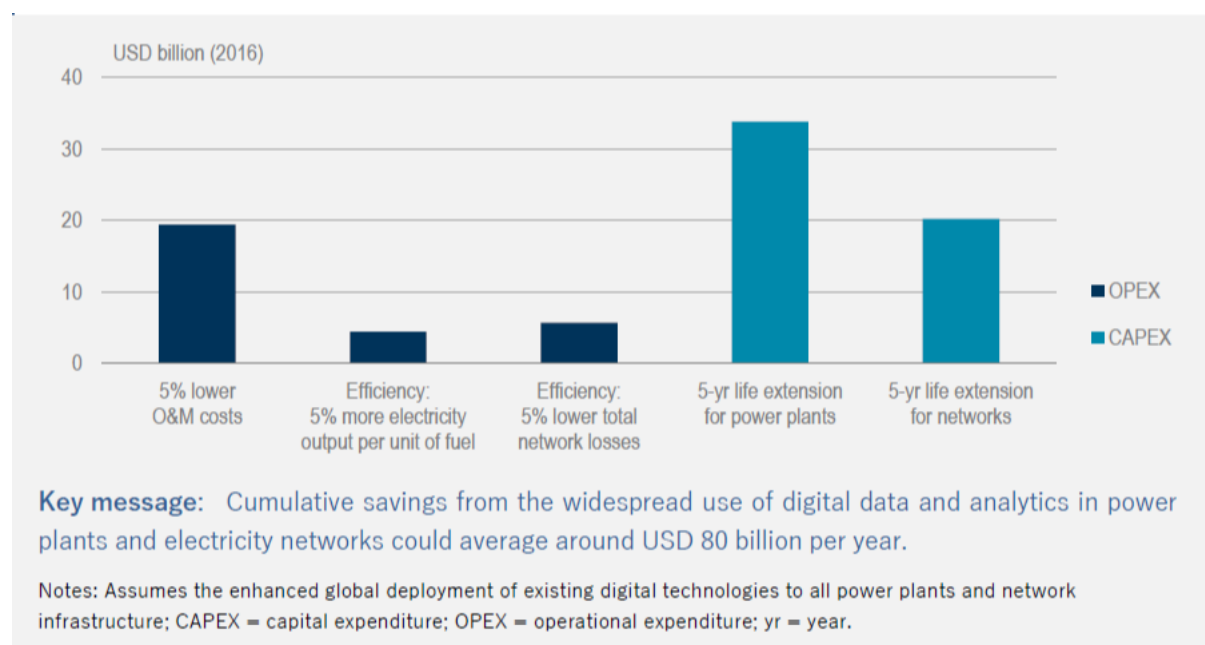 USD billion (2016)
40
30
20
10
0
OPEX
CAPEX
5% lower
O&M costs
Efficiency:
5% more electricity
output per unit of fuel
Efficiency:
5% lower total
network losses
5-yr life extension
for power plants
5-yr life extension
for networks
Key message: Cumulative savings from the widespread use of digital data and analytics in power
plants and electricity networks could average around USD 80 billion per year.
Notes: Assumes the enhanced global deployment of existing digital technologies to all power plants and network
infrastructure; CAPEX = capital expenditure; OPEX = operational expenditure; yr = year.